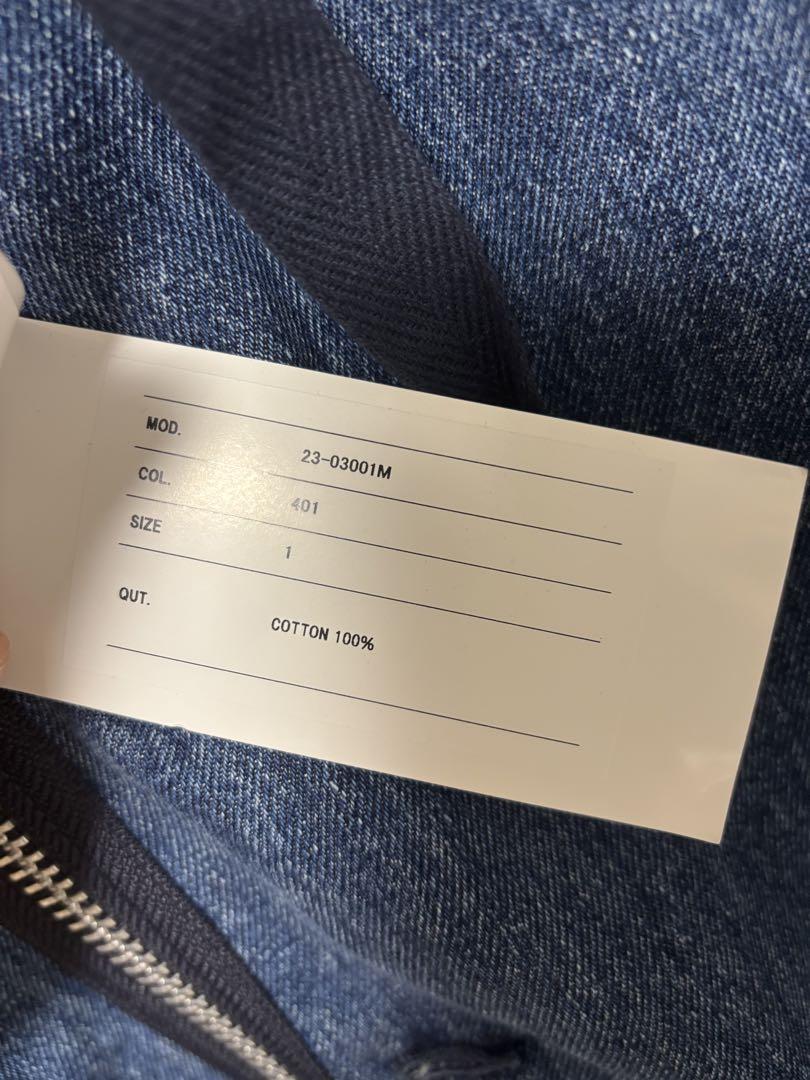 MOD. 23-03001M
COL. 401
SIZE 1
QUT. COTTON 100%